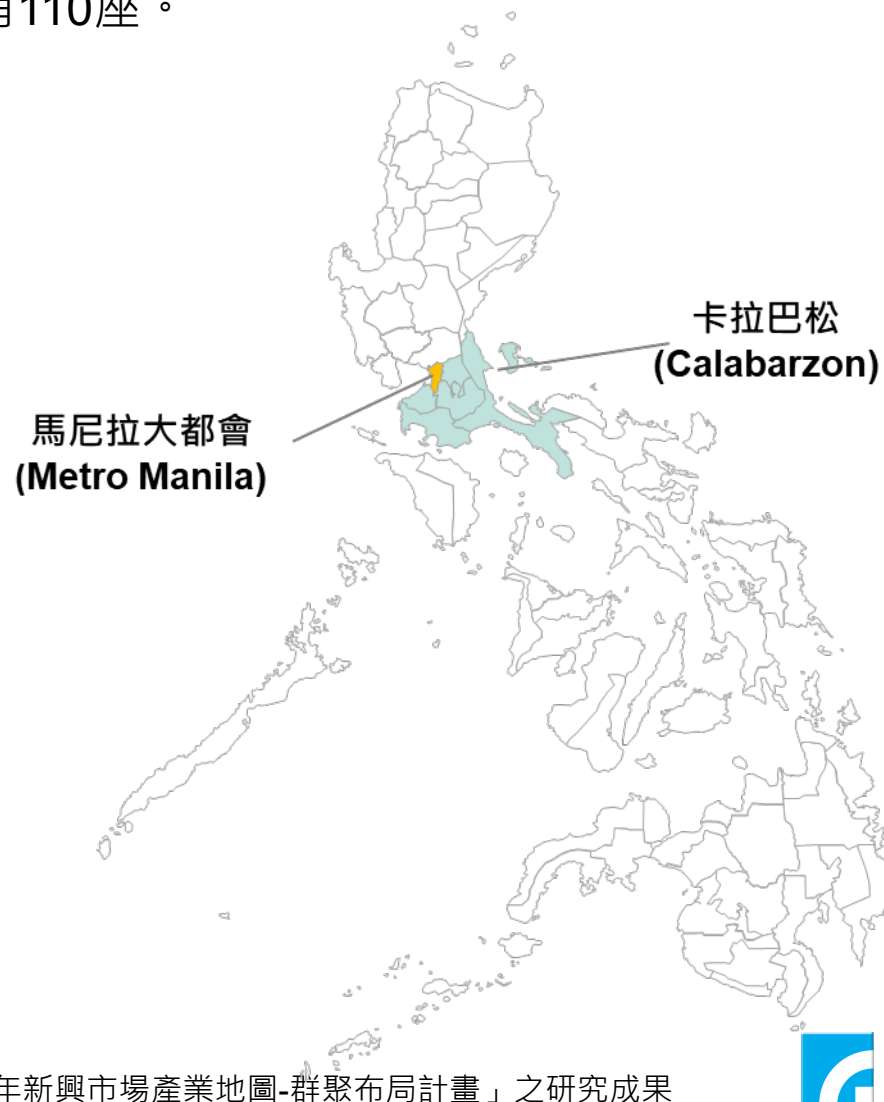 有110座。
卡拉巴松
(Calabarzon)
馬尼拉大都會
(Metro Manila)
年新興市場產業地圖-群聚布局計畫」之研究成果